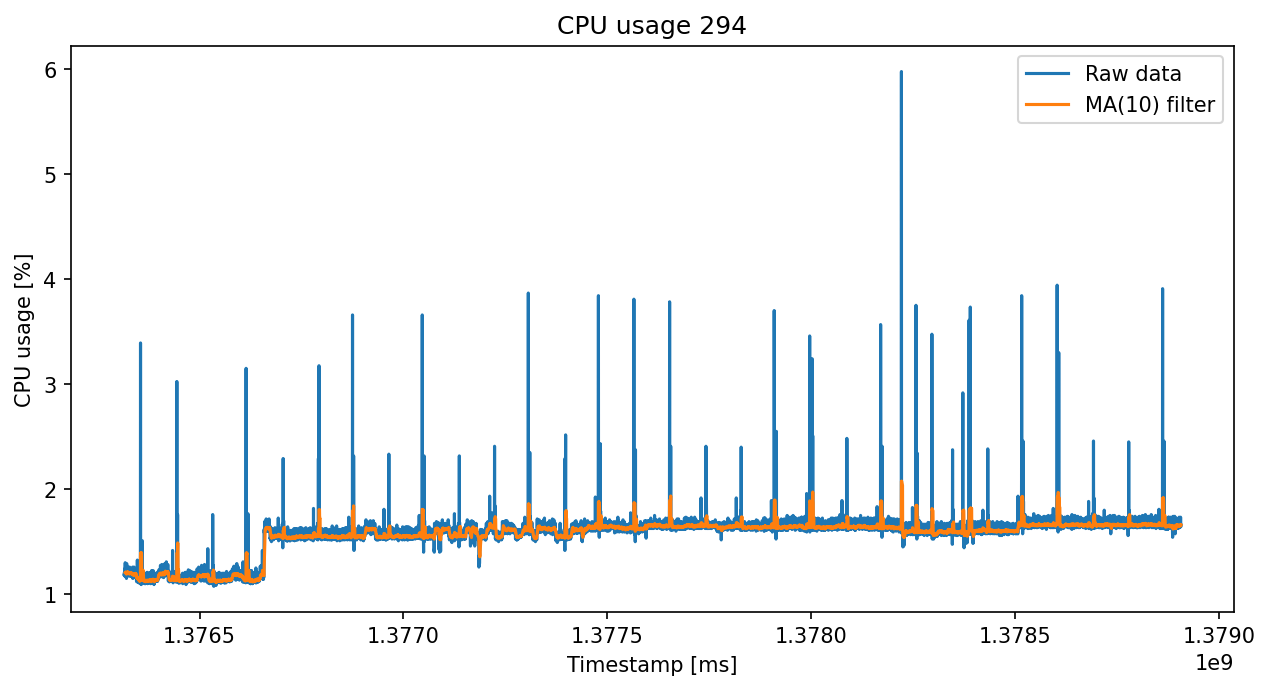 CPU usage 294
Raw data
MA(10) filter
CPU usage [%]
6
5
4
3
2
1
1.3765
1.3770
1.3775
1.3780
1.3785
1.3790
1e9
Timestamp [ms]